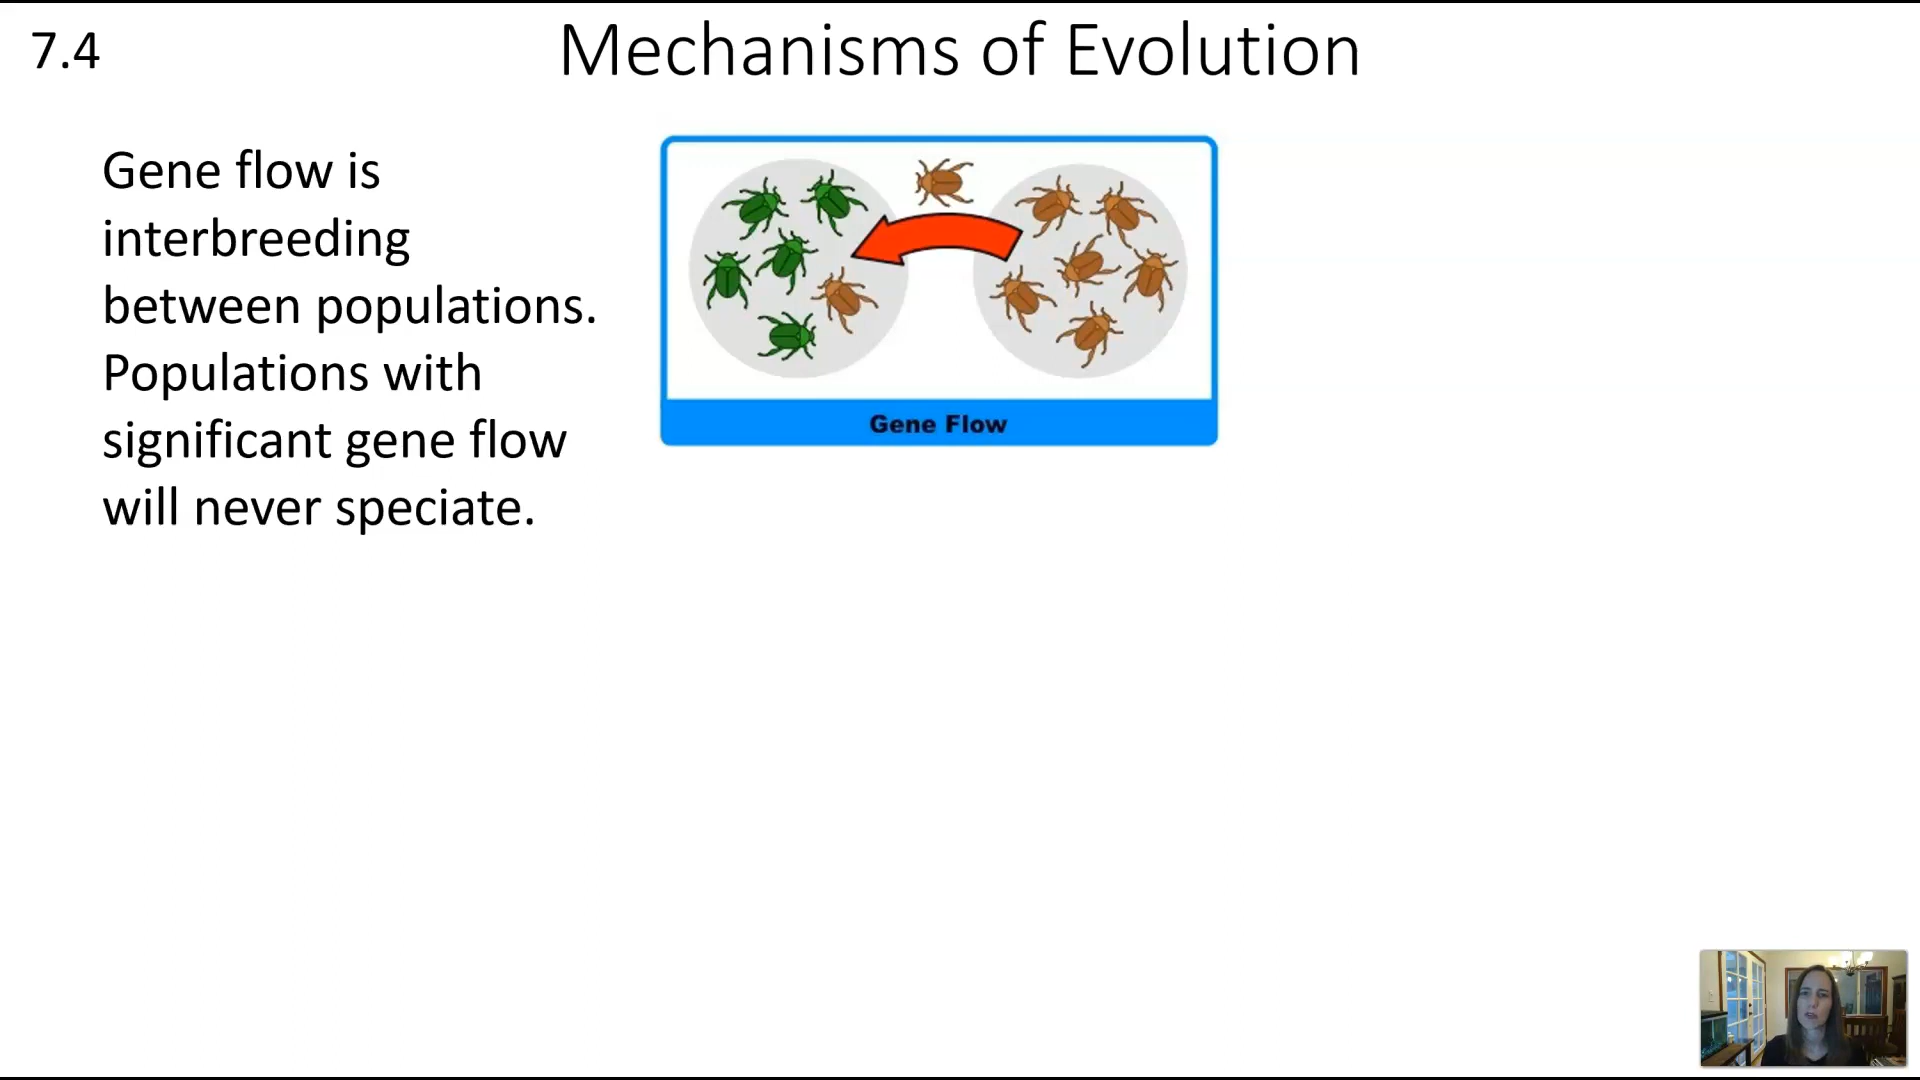 7.4
Mechanisms of Evolution
Gene flow is
interbreeding
between populations.
Populations with
significant gene flow
will never speciate.
Gene Flow